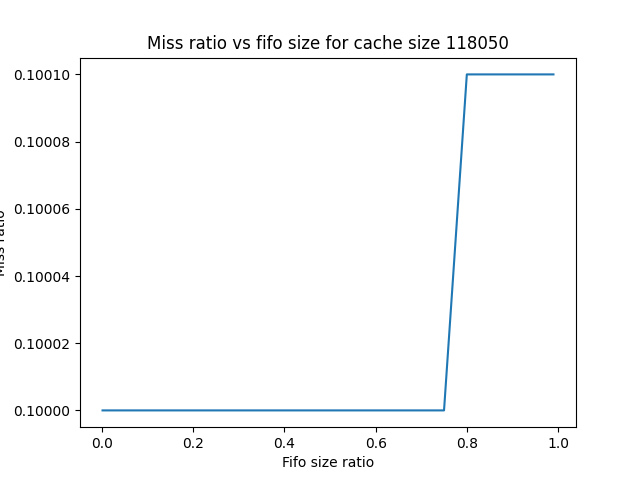 Miss ratio vs fifo size for cache size 118050
0.10010
0.10008
0.10006
0.10004
0.10002
0.10000
Miss ratio
0.0 0.2 0.4 0.6 0.8 1.0
Fifo size ratio